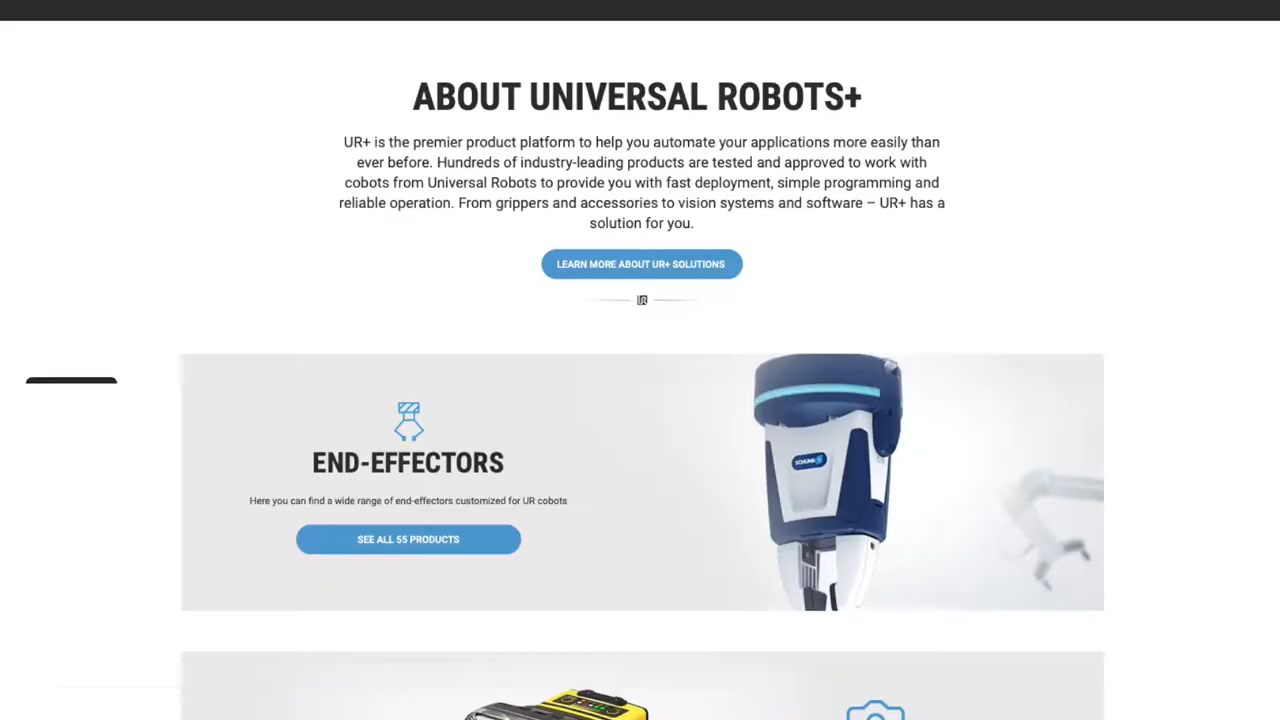 ABOUT UNIVERSAL ROBOTS+
UR+ is the premier product platform to help you automate your applications more easily than
ever before. Hundreds of industry-leading products are tested and approved to work with
cobots from Universal Robots to provide you with fast deployment, simple programming and
reliable operation. From grippers and accessories to vision systems and software – UR+ has a
solution for you.
LEARN MORE ABOUT UR+ SOLUTIONS
UR
END-EFFECTORS
Here you can find a wide range of end-effectors customized for UR cobots
SEE ALL 55 PRODUCTS
SCHUNK